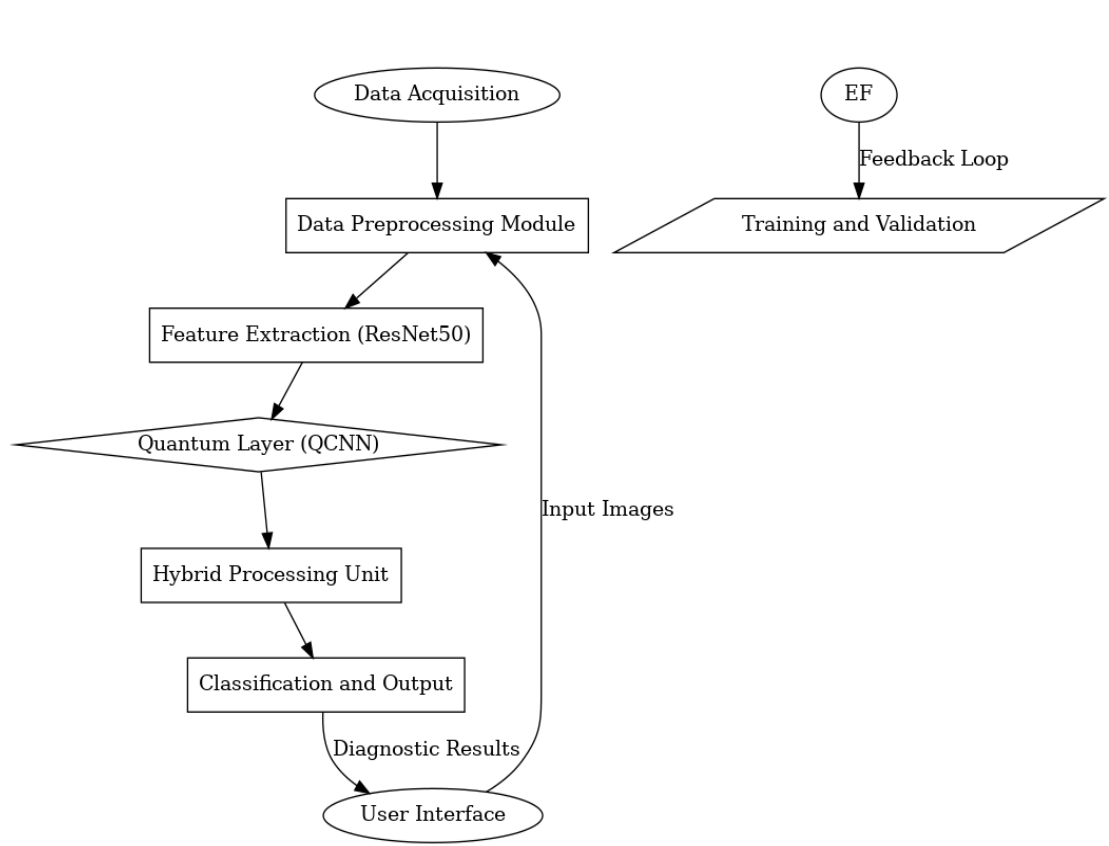 Data Acquisition
EF
Feedback Loop
Data Preprocessing Module
Training and Validation
Feature Extraction (ResNet50)
Quantum Layer (QCNN)
Input Images
Hybrid Processing Unit
Classification and Output
Diagnostic Results
User Interface